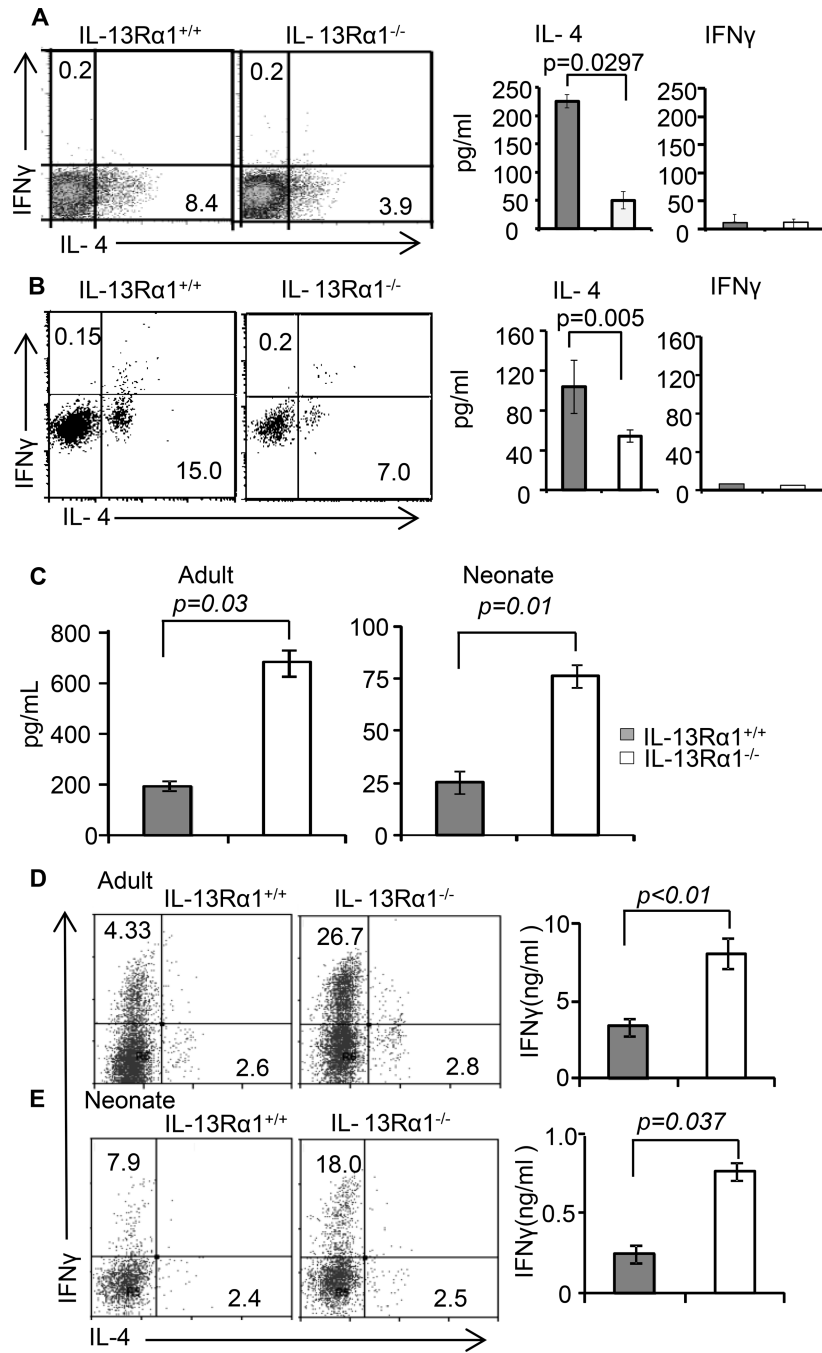 A
IL-13Rα1+/+ IL- 13Rα1-/-
0.2 0.2
8.4 3.9
IFNγ
IL- 4
IL- 4 IFNγ
p=0.0297
pg/ml
250 250
200 200
150 150
100 100
50 50
0 0
B
IL-13Rα1+/+ IL- 13Rα1-/-
0.15 0.2
15.0 7.0
IFNγ
IL- 4
IL- 4 IFNγ
p=0.005
pg/ml
160 160
120 120
80 80
40 40
0 0
C
Adult Neonate
p=0.03 p=0.01
pg/mL
800 100
600 75
400 50
200 25
0 0
IL-13Rα1+/+
IL-13Rα1-/-
D
Adult
IL-13Rα1+/+ IL- 13Rα1-/-
4.33 26.7
2.6 2.8
p<0.01
IFNγ(ng/ml )
10
5
0
E
Neonate
IL-13Rα1+/+ IL- 13Rα1-/-
7.9 18.0
2.4 2.5
IFNγ
IL-4
p=0.037
IFNγ(ng/ml )
1.0
0.5
0